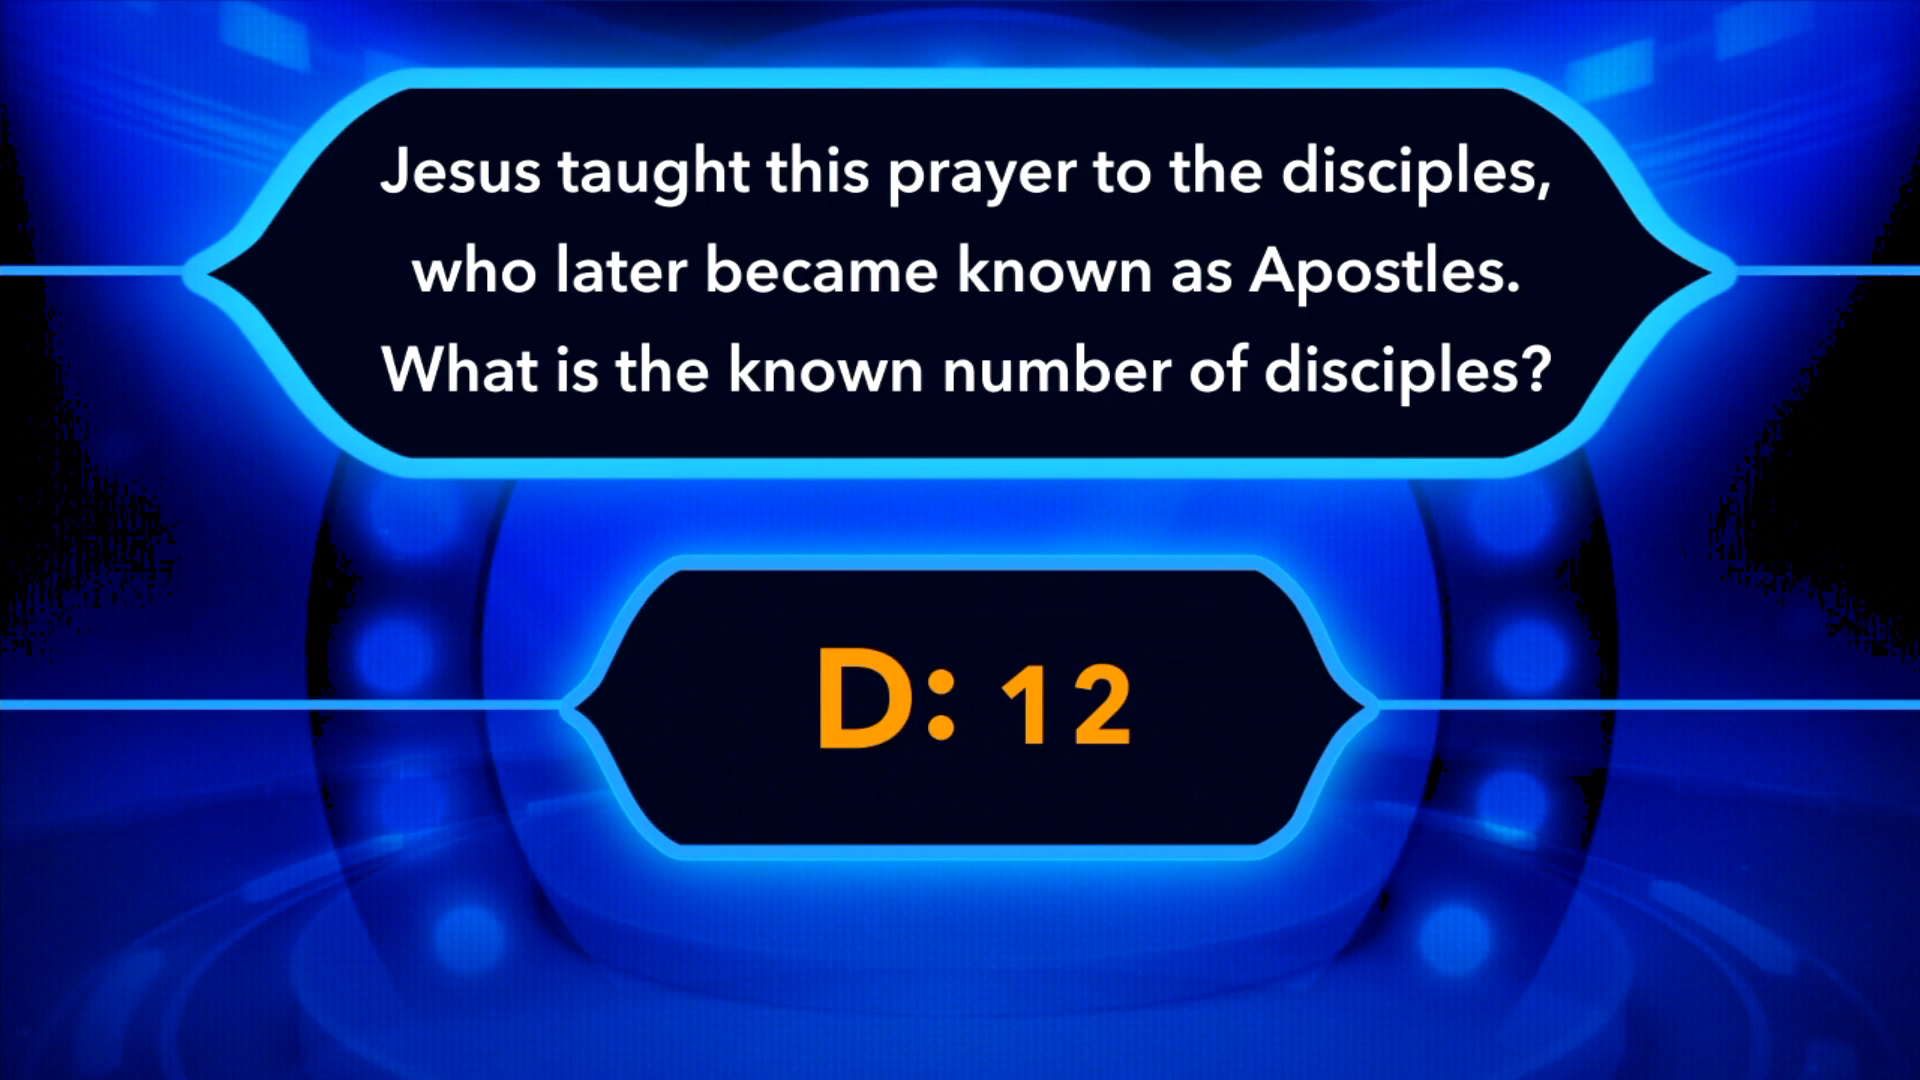 Jesus taught this prayer to the disciples,
who later became known as Apostles.
What is the known number of disciples?
D: 12